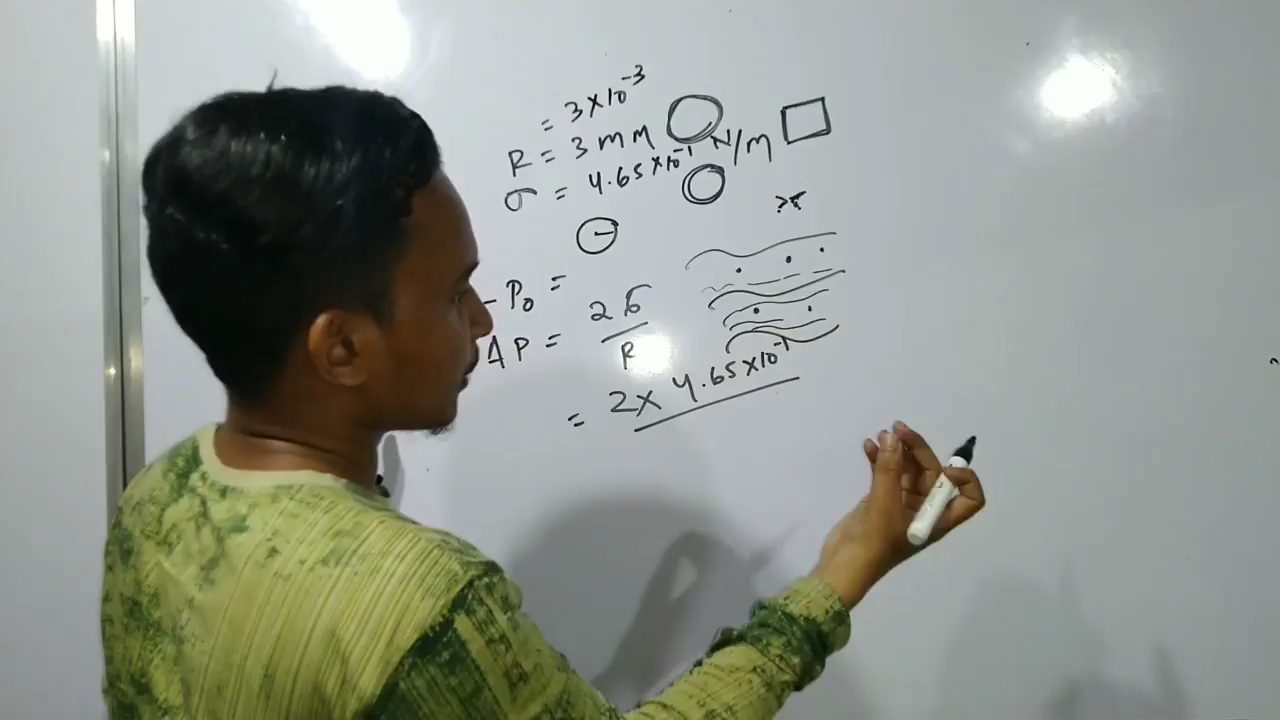 = 3×10⁻³
R = 3 mm
σ = 4.65×10⁻¹ N/m
- P₀ =
ΔP = 2σ / R
= 2× 4.65×10⁻¹